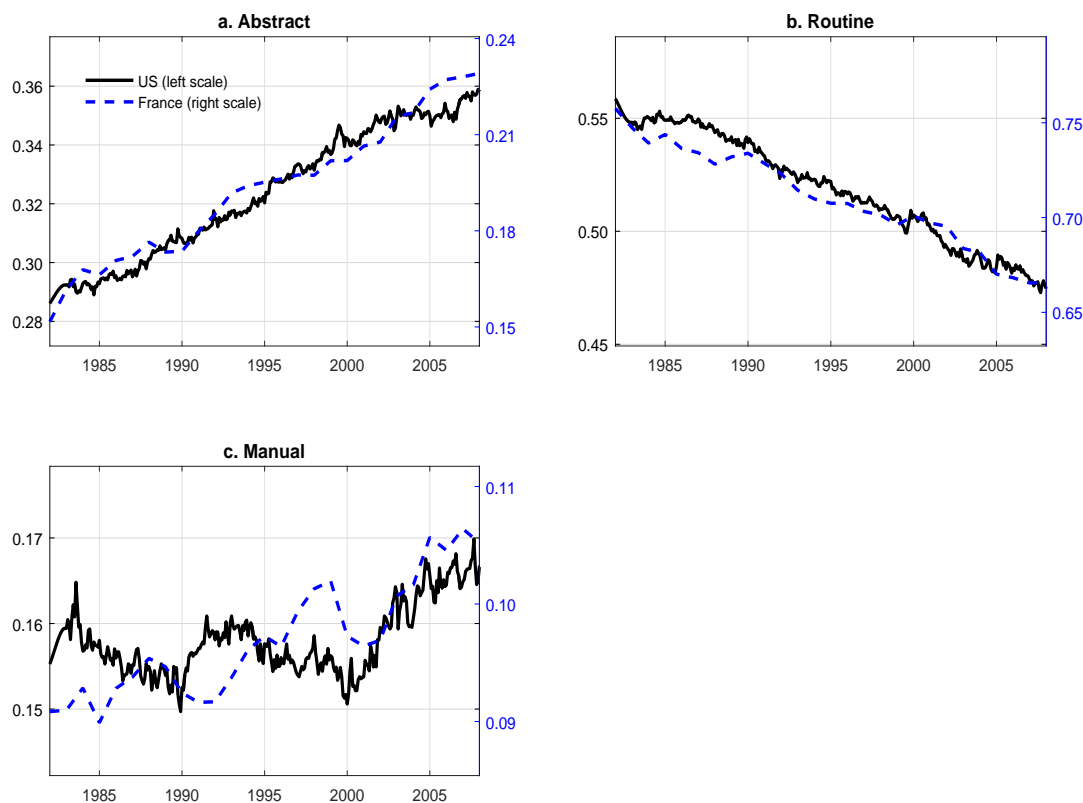 a. Abstract
US (left scale)
France (right scale)
0.36
0.34
0.32
0.30
0.28
0.24
0.21
0.18
0.15
1985 1990 1995 2000 2005
b. Routine
0.55
0.50
0.45
0.75
0.70
0.65
1985 1990 1995 2000 2005
c. Manual
0.17
0.16
0.15
0.11
0.10
0.09
1985 1990 1995 2000 2005